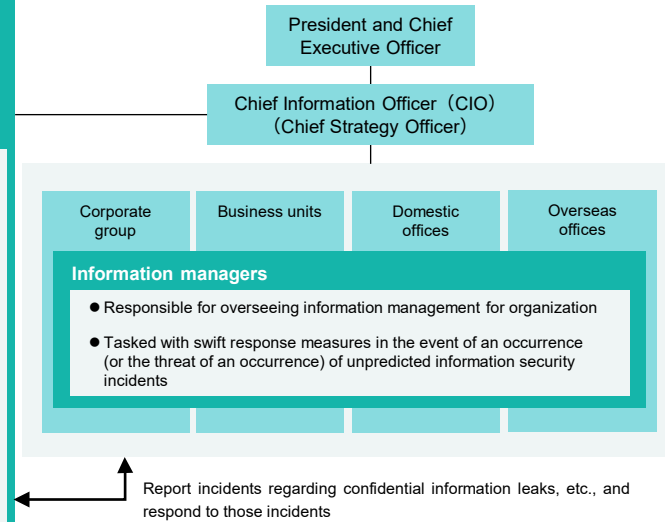 President and Chief
Executive Officer
Chief Information Officer（CIO）
（Chief Strategy Officer）
Corporate
group
Business units
Domestic
offices
Overseas
offices
Information managers
● Responsible for overseeing information management for organization
● Tasked with swift response measures in the event of an occurrence
(or the threat of an occurrence) of unpredicted information security
incidents
Report incidents regarding confidential information leaks, etc., and
respond to those incidents